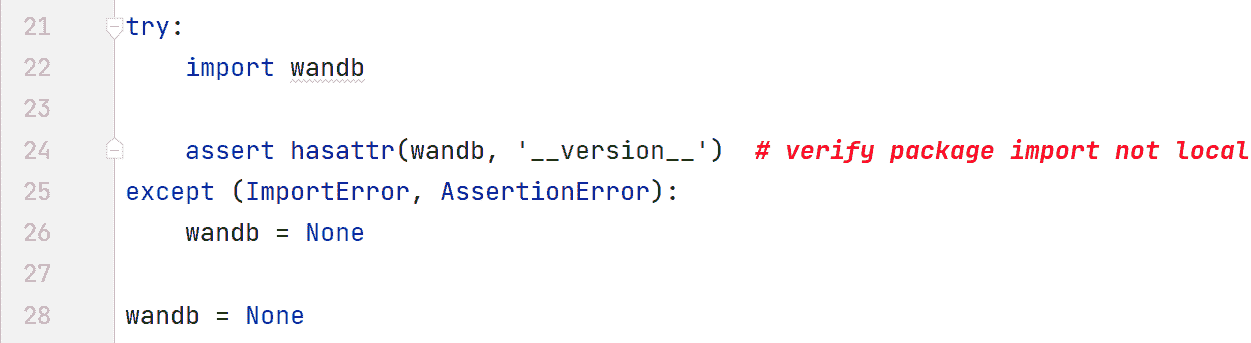 21 try:
22     import wandb
23
24     assert hasattr(wandb, '__version__')  # verify package import not local
25 except (ImportError, AssertionError):
26     wandb = None
27
28 wandb = None